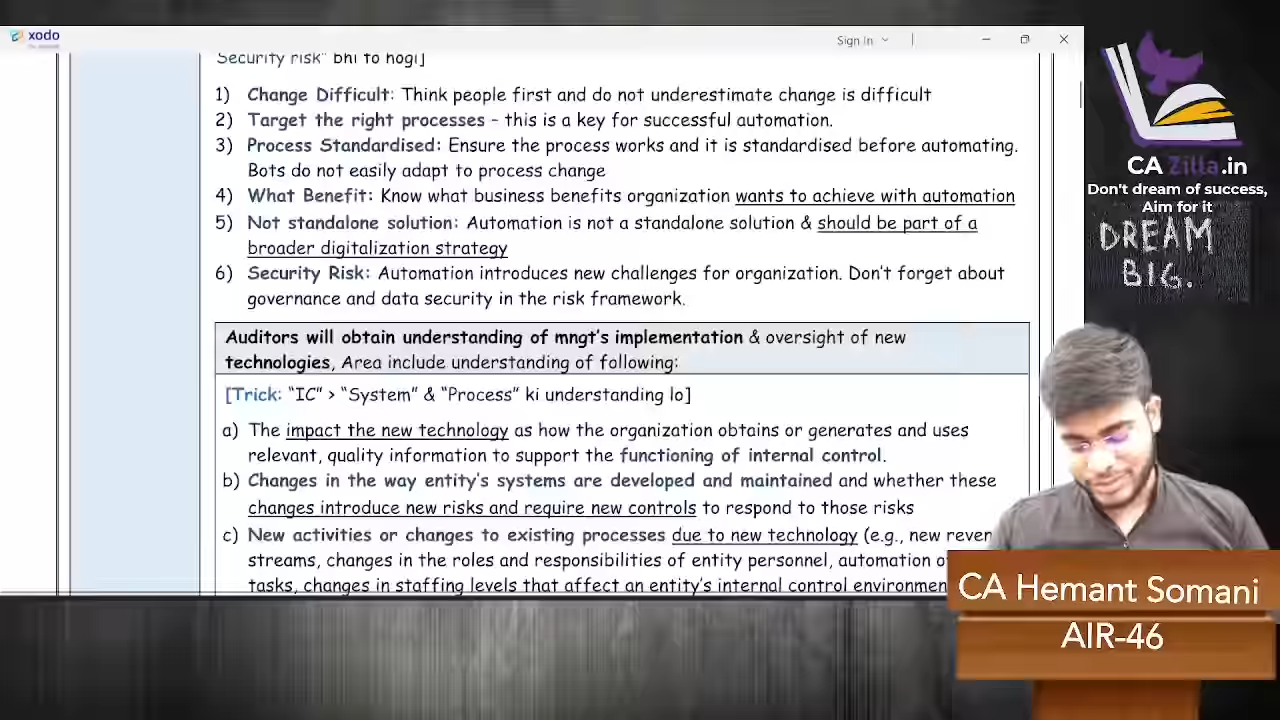 xodo
Sign In
Security risk" bhi to hogi]
1) Change Difficult: Think people first and do not underestimate change is difficult
2) Target the right processes - this is a key for successful automation.
3) Process Standardised: Ensure the process works and it is standardised before automating.
Bots do not easily adapt to process change
4) What Benefit: Know what business benefits organization wants to achieve with automation
5) Not standalone solution: Automation is not a standalone solution & should be part of a
broader digitalization strategy
6) Security Risk: Automation introduces new challenges for organization. Don't forget about
governance and data security in the risk framework.
Auditors will obtain understanding of mngt's implementation & oversight of new
technologies, Area include understanding of following:
[Trick: "IC" > "System" & "Process" ki understanding lo]
a) The impact the new technology as how the organization obtains or generates and uses
relevant, quality information to support the functioning of internal control.
b) Changes in the way entity's systems are developed and maintained and whether these
changes introduce new risks and require new controls to respond to those risks
c) New activities or changes to existing processes due to new technology (e.g., new
streams, changes in the roles and responsibilities of entity personnel, automation
tasks, changes in staffing levels that affect an entity's internal control
CA Zilla.in
Don't dream of success,
Aim for it
DREAM
BIG.
CA Hemant Somani
AIR-46